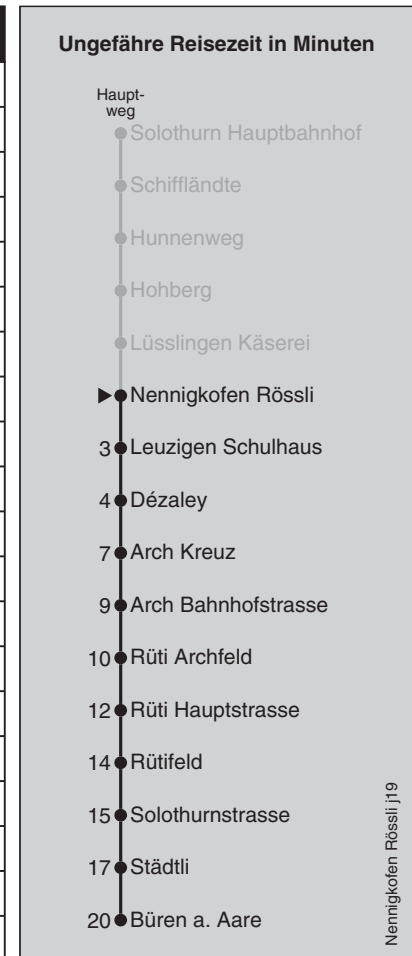 Ungefähre Reisezeit in Minuten
Haupt-
weg
Solothurn Hauptbahnhof
Schiffländte
Hunnenweg
Hohberg
Lüsslingen Käserei
Nennigkofen Rössli
3 Leuzigen Schulhaus
4 Dézaley
7 Arch Kreuz
9 Arch Bahnhofstrasse
10 Rüti Archfeld
12 Rüti Hauptstrasse
14 Rütifeld
15 Solothurnstrasse
17 Städtli
20 Büren a. Aare
Nennigkofen Rössli j19